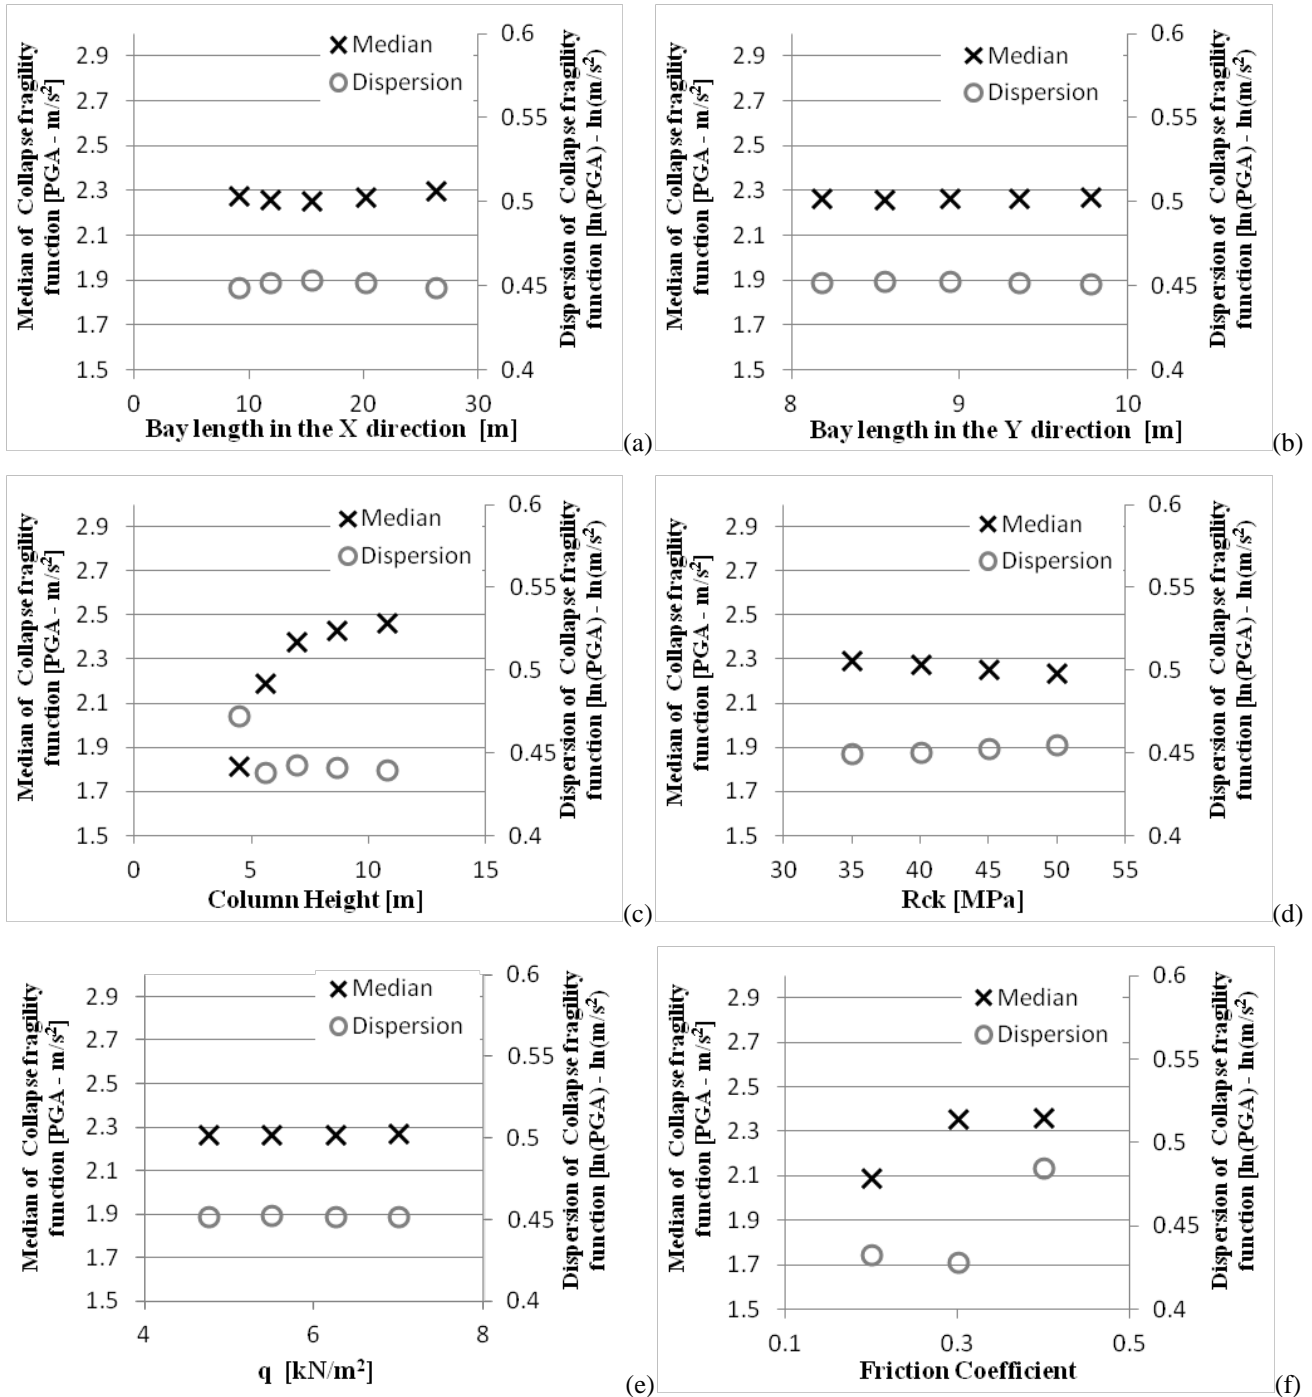 Median of Collapse fragility
function [PGA - m/s²]
2.9
2.7
2.5
2.3
2.1
1.9
1.7
1.5
0
10
20
30
Bay length in the X direction [m]
0.6
0.55
0.5
0.45
0.4
Dispersion of Collapse fragility
function [ln(PGA) - ln(m/s²)
× Median
○ Dispersion
(a)
Median of Collapse fragility
function [PGA - m/s²]
2.9
2.7
2.5
2.3
2.1
1.9
1.7
1.5
8
9
10
Bay length in the Y direction [m]
0.6
0.55
0.5
0.45
0.4
Dispersion of Collapse fragility
function [ln(PGA) - ln(m/s²)
× Median
○ Dispersion
(b)
Median of Collapse fragility
function [PGA - m/s²]
2.9
2.7
2.5
2.3
2.1
1.9
1.7
1.5
0
5
10
15
Column Height [m]
0.6
0.55
0.5
0.45
0.4
Dispersion of Collapse fragility
function [ln(PGA) - ln(m/s²)
× Median
○ Dispersion
(c)
Median of Collapse fragility
function [PGA - m/s²]
2.9
2.7
2.5
2.3
2.1
1.9
1.7
1.5
30
35
40
45
50
55
Rck [MPa]
0.6
0.55
0.5
0.45
0.4
Dispersion of Collapse fragility
function [ln(PGA) - ln(m/s²)
× Median
○ Dispersion
(d)
Median of Collapse fragility
function [PGA - m/s²]
2.9
2.7
2.5
2.3
2.1
1.9
1.7
1.5
4
6
8
q [kN/m²]
0.6
0.55
0.5
0.45
0.4
Dispersion of Collapse fragility
function [ln(PGA) - ln(m/s²)
× Median
○ Dispersion
(e)
Median of Collapse fragility
function [PGA - m/s²]
2.9
2.7
2.5
2.3
2.1
1.9
1.7
1.5
0.1
0.3
0.5
Friction Coefficient
0.6
0.55
0.5
0.45
0.4
Dispersion of Collapse fragility
function [ln(PGA) - ln(m/s²)
× Median
○ Dispersion
(f)